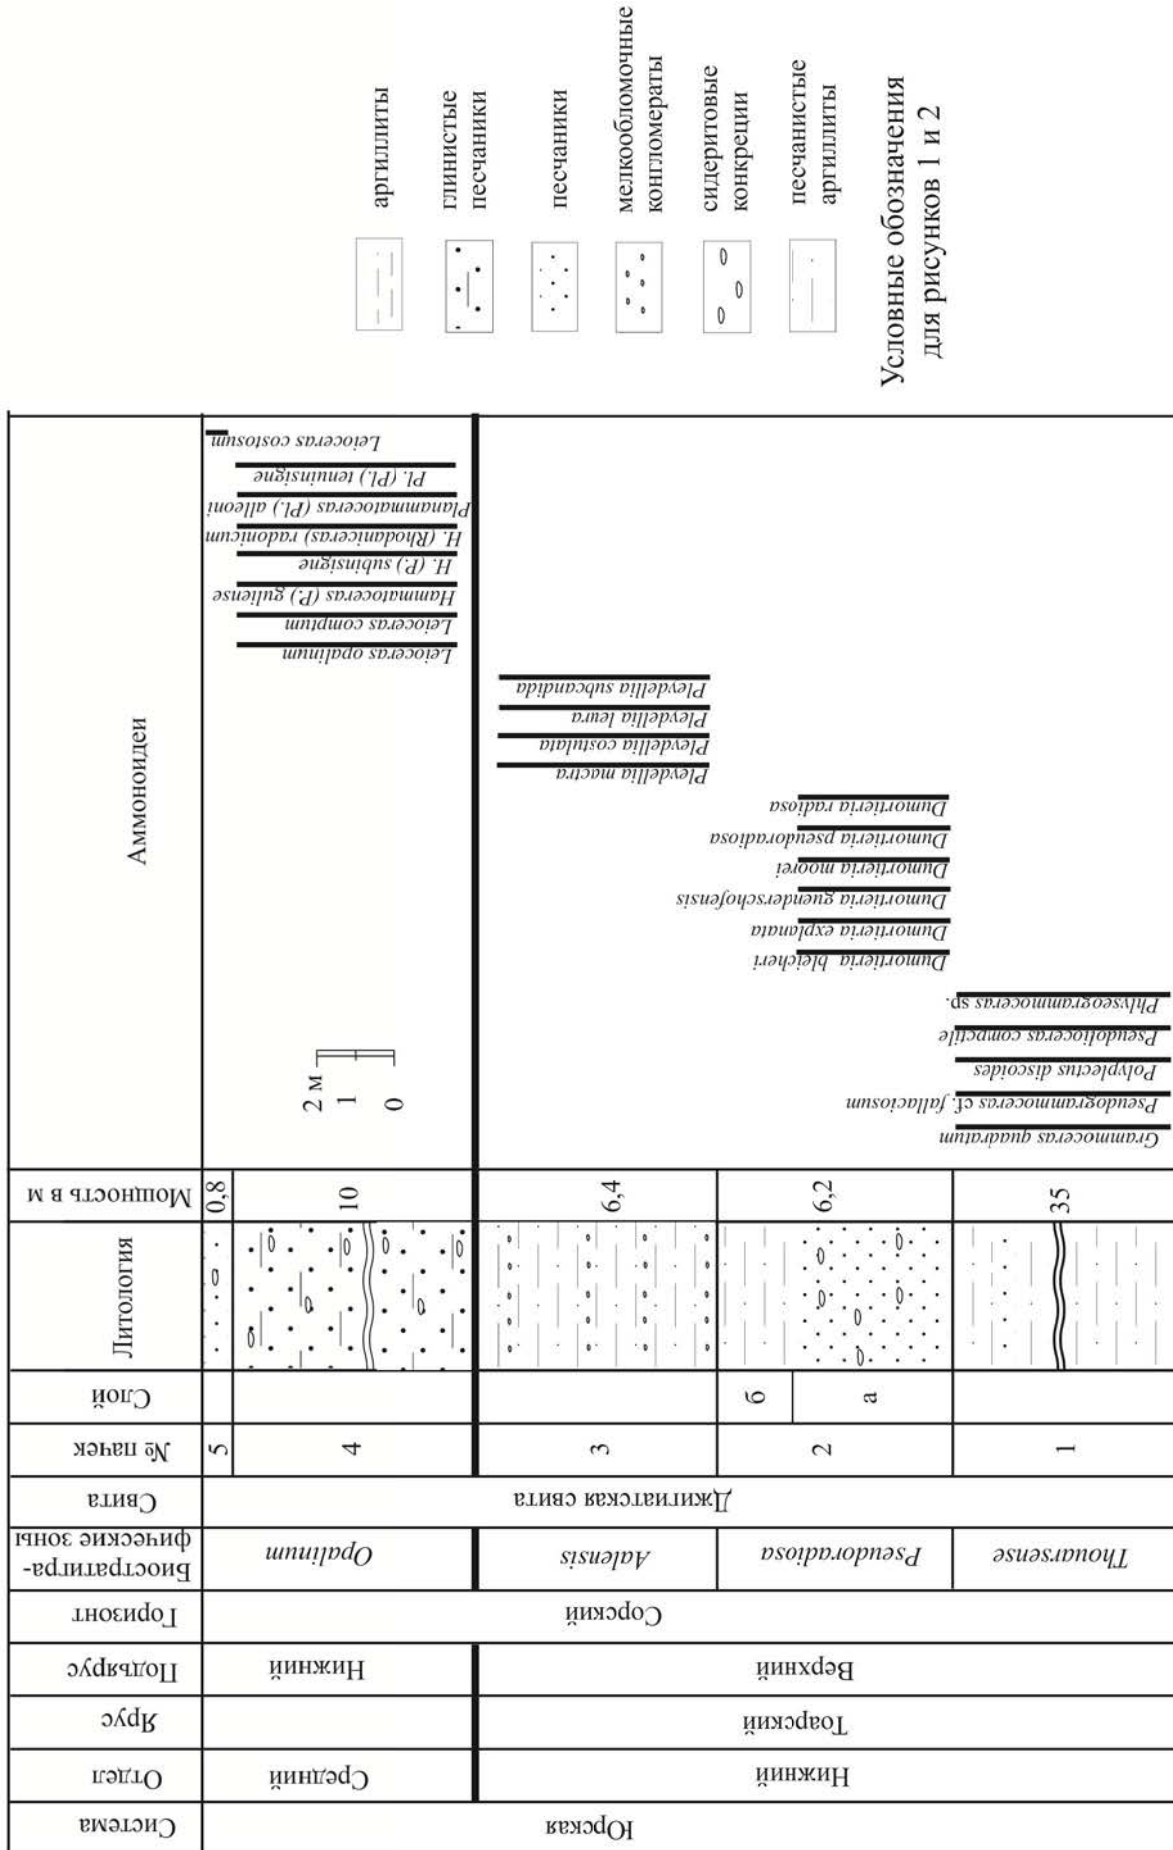 Система
Отдел
Ярус
Подъярус
Горизонт
Биостратигра-
фические зоны
Свита
№ пачек
Слой
Литология
Мощность в м
Аммоноидеи
Юрская
Средний
Нижний
Тоарский
Нижний
Верхний
Сорский
Opalinum
Aalensis
Pseudoradiosa
Thouarsense
Джигиатская свита
5
4
3
2
1
б
а
0,8
10
6,4
6,2
35
2 м
1
0
Grammoceras quadratum
Pseudogrammoceras cf. fallaciosum
Polyplectus discoides
Pseudolioceras compctile
Phlyseogrammoceras sp.
Dumortieria bleicheri
Dumortieria explanata
Dumortieria guenderschofensis
Dumortieria moorei
Dumortieria pseudoradiosa
Dumortieria radiosa
Pleydellia mactra
Pleydellia costulata
Pleydellia leura
Pleydellia subcandida
Leioceras opalinum
Leioceras comptum
Hammatoceras (P.) guliense
H. (P.) subinsigne
H. (Rhodaniceras) radonicum
Planammatoceras (Pl.) alleoni
Pl. (Pl.) tenuinsigne
Leioceras costosum
аргиллиты
глинистые
песчаники
песчаники
мелкообломочные
конгломераты
сидеритовые
конкреции
песчанистые
аргиллиты
Условные обозначения
для рисунков 1 и 2